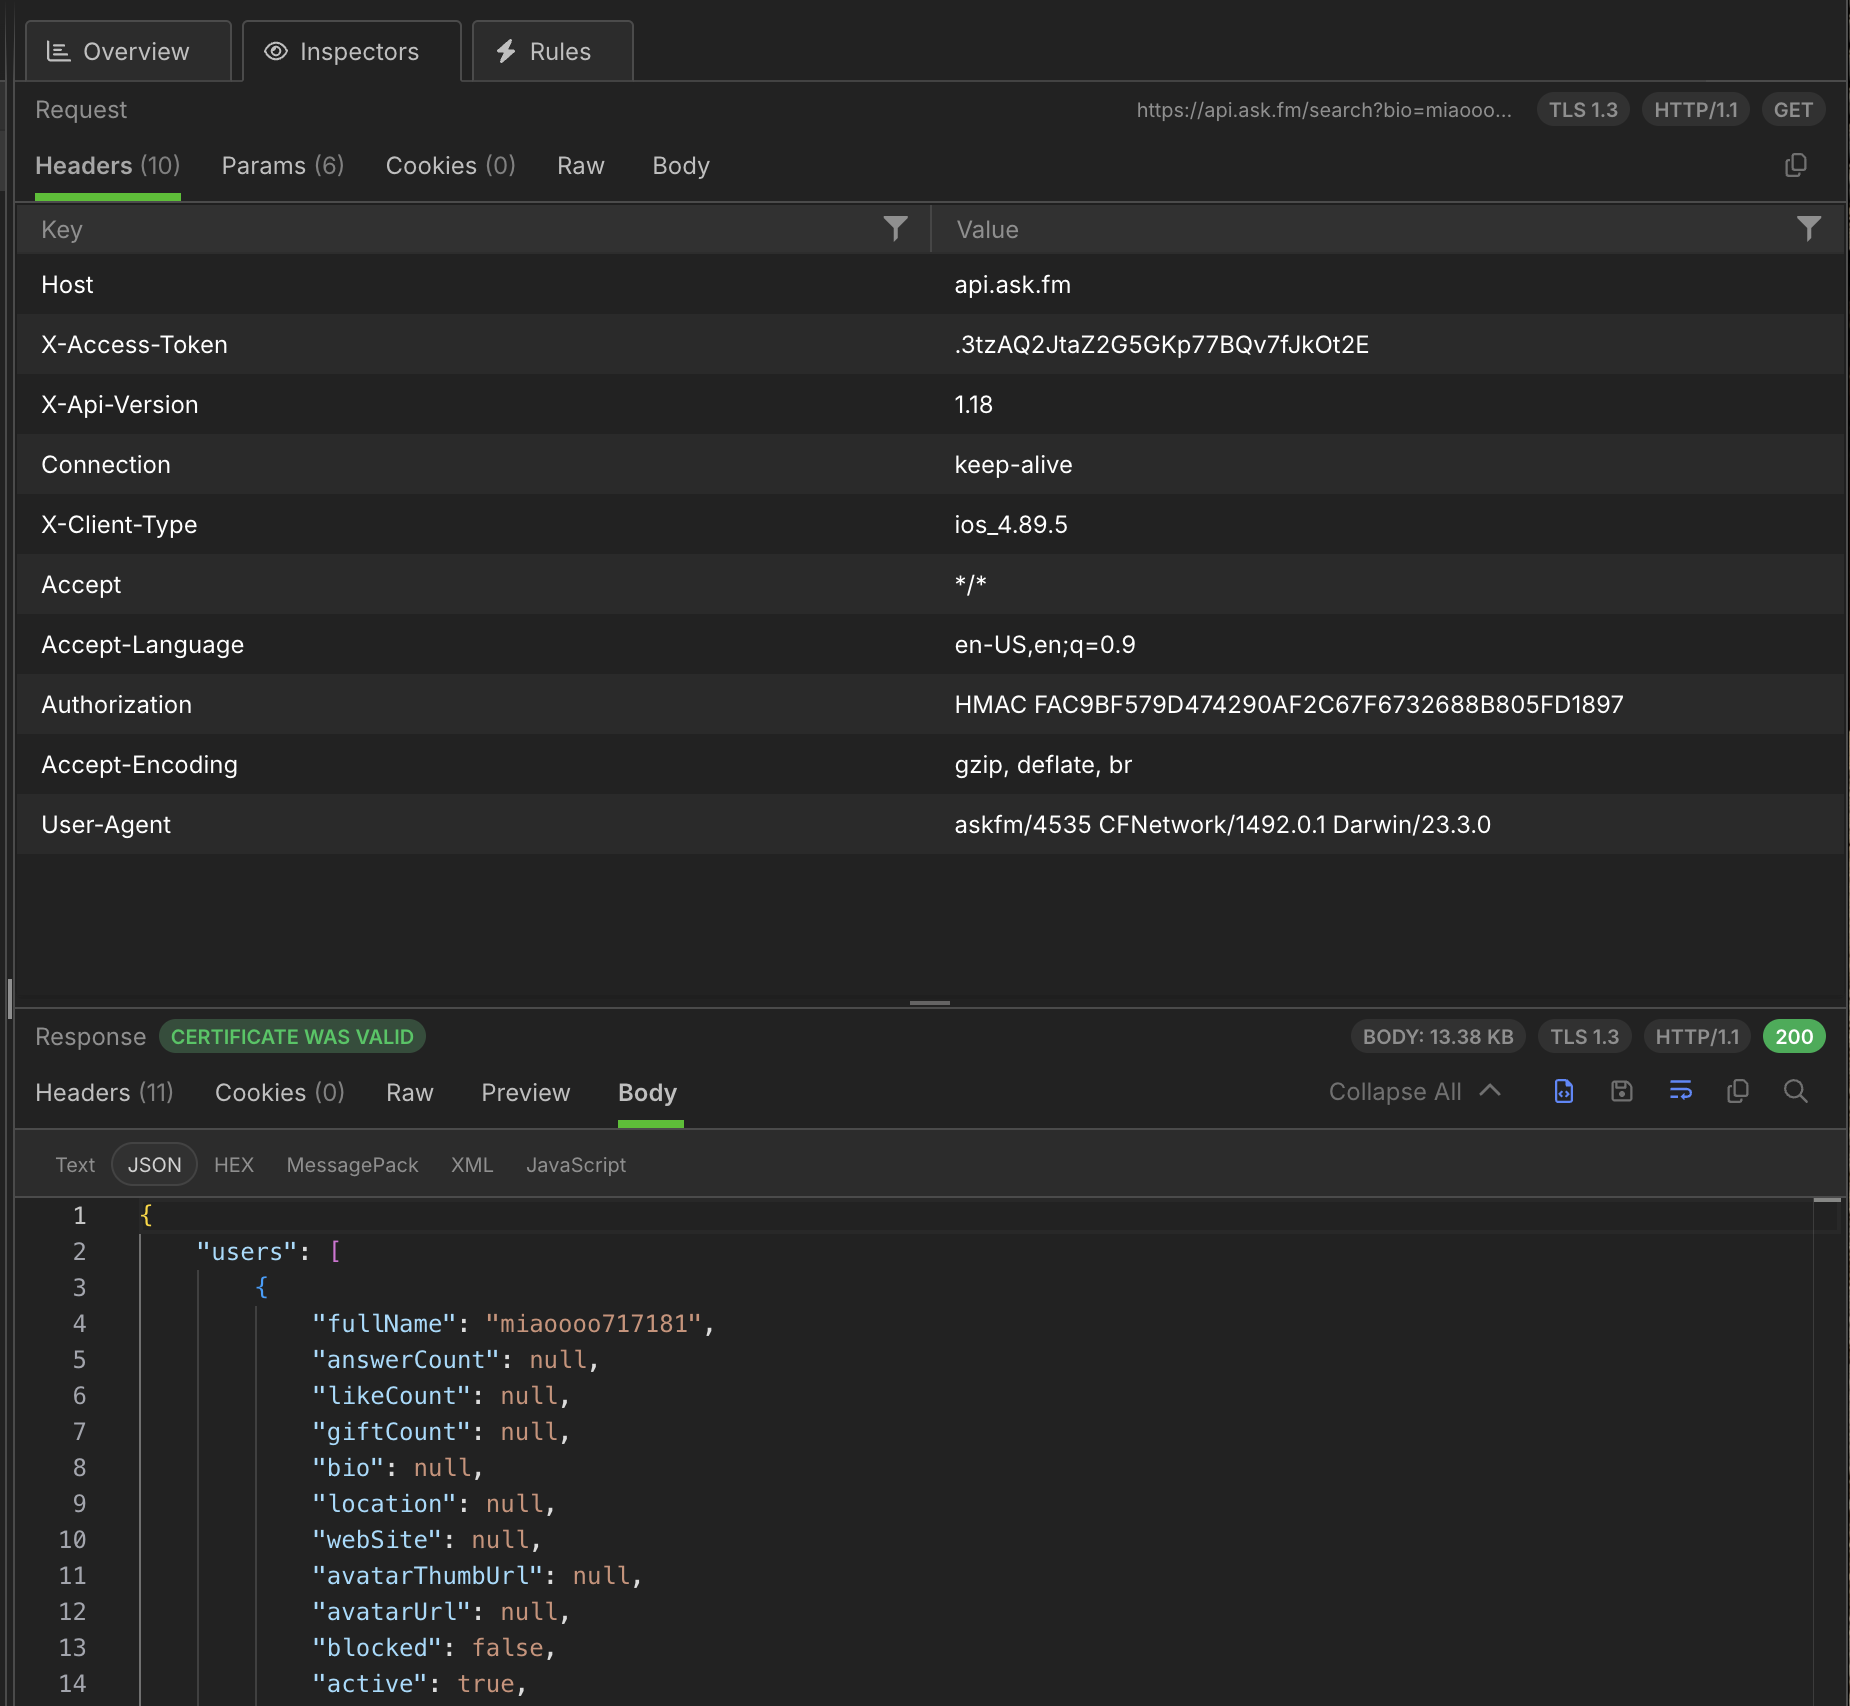 Overview Inspectors Rules
Request https://api.ask.fm/search?bio=miaooo... TLS 1.3 HTTP/1.1 GET
Headers (10) Params (6) Cookies (0) Raw Body
Key Value
Host api.ask.fm
X-Access-Token .3tzAQ2JtaZ2G5GKp77BQv7fJkOt2E
X-Api-Version 1.18
Connection keep-alive
X-Client-Type ios_4.89.5
Accept */*
Accept-Language en-US,en;q=0.9
Authorization HMAC FAC9BF579D474290AF2C67F6732688B805FD1897
Accept-Encoding gzip, deflate, br
User-Agent askfm/4535 CFNetwork/1492.0.1 Darwin/23.3.0
Response CERTIFICATE WAS VALID BODY: 13.38 KB TLS 1.3 HTTP/1.1 200
Headers (11) Cookies (0) Raw Preview Body Collapse All
Text JSON HEX MessagePack XML JavaScript
1 {
2 "users": [
3 {
4 "fullName": "miaoooo717181",
5 "answerCount": null,
6 "likeCount": null,
7 "giftCount": null,
8 "bio": null,
9 "location": null,
10 "webSite": null,
11 "avatarThumbUrl": null,
12 "avatarUrl": null,
13 "blocked": false,
14 "active": true,